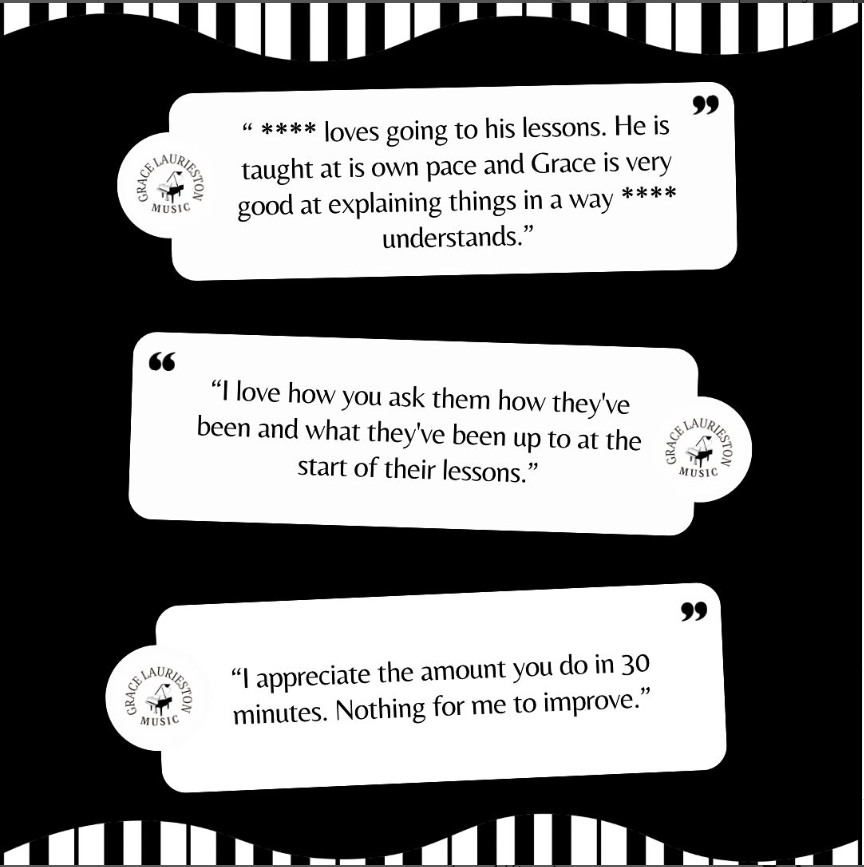 ”
“ **** loves going to his lessons. He is
taught at is own pace and Grace is very
good at explaining things in a way ****
understands.”
GRACE LAURIESTON
MUSIC
“
“I love how you ask them how they've
been and what they've been up to at the
start of their lessons.”
GRACE LAURIESTON
MUSIC
”
“I appreciate the amount you do in 30
minutes. Nothing for me to improve.”
GRACE LAURIESTON
MUSIC